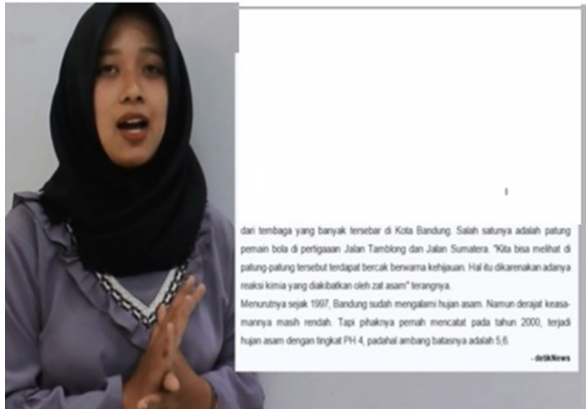 dari tembaga yang banyak tersebar di Kota Bandung. Salah satunya adalah patung
pemain bola di pertigaaan Jalan Tamblong dan Jalan Sumatera. "Kita bisa melihat di
patung-patung tersebut terdapat bercak berwarna kehijauan. Hal itu dikarenakan adanya
reaksi kimia yang diakibatkan oleh zat asam" terangnya.
Menurutnya sejak 1997, Bandung sudah mengalami hujan asam. Namun derajat keasa-
mannya masih rendah. Tapi pihaknya pernah mencatat pada tahun 2000, terjadi
hujan asam dengan tingkat PH 4, padahal ambang batasnya adalah 5,6.
- detikNews